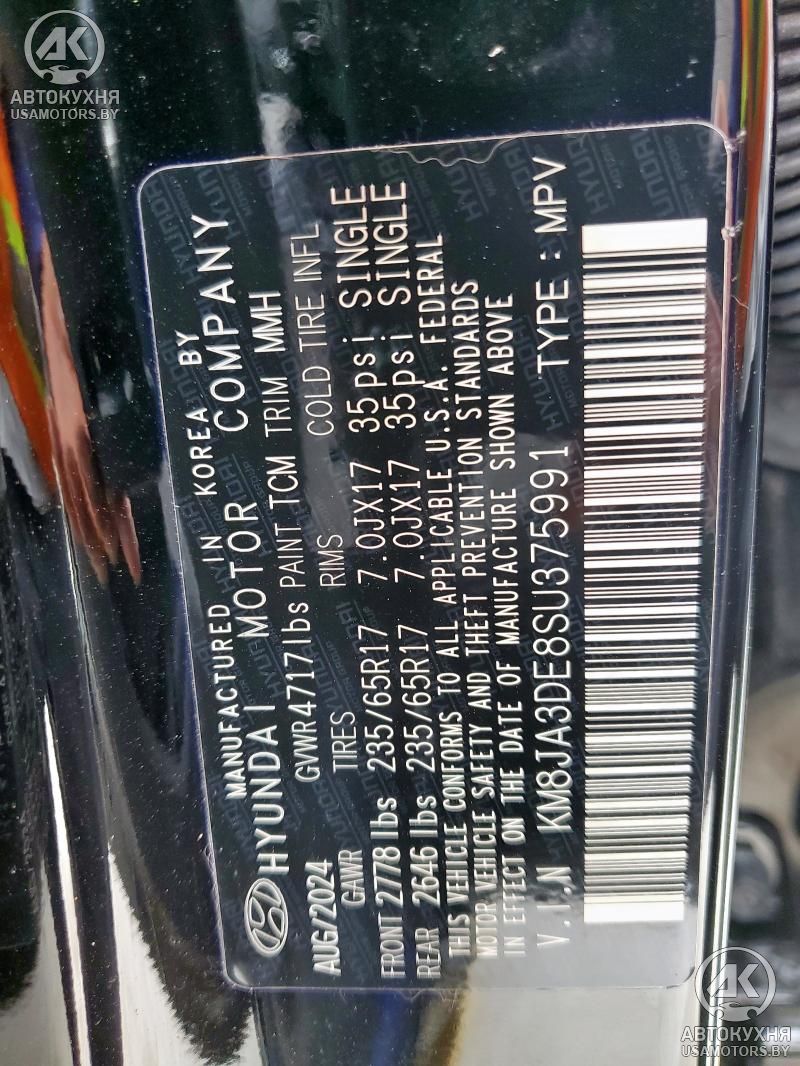 AK
АВТОКУХНЯ
USAMOTORS.BY
MANUFACTURED IN KOREA BY
HYUNDAI MOTOR COMPANY
AUG/2024 GVWR4717lbs PAINT TCM TRIM MMH
GAWR TIRES RIMS COLD TIRE INFL
FRONT 2778 lbs 235/65R17 7.0JX17 35psi SINGLE
REAR 2646 lbs 235/65R17 7.0JX17 35psi SINGLE
THIS VEHICLE CONFORMS TO ALL APPLICABLE U.S.A. FEDERAL
MOTOR VEHICLE SAFETY AND THEFT PREVENTION STANDARDS
IN EFFECT ON THE DATE OF MANUFACTURE SHOWN ABOVE
V.I.N KM8JA3DE8SU375991 TYPE : MPV
AK
АВТОКУХНЯ
USAMOTORS.BY